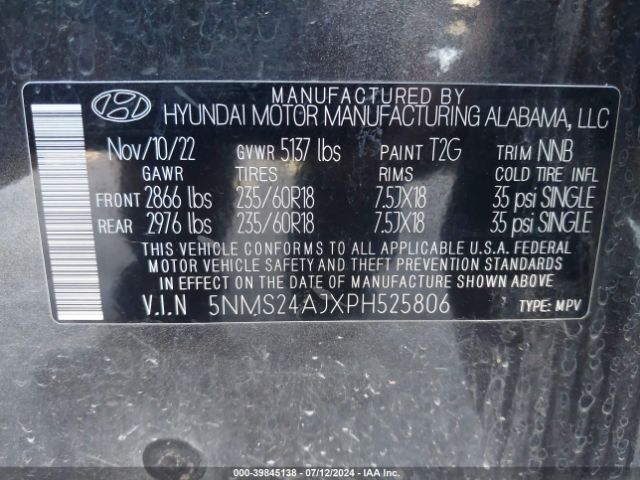 MANUFACTURED BY
HYUNDAI MOTOR MANUFACTURING ALABAMA, LLC
Nov/10/22 GVWR 5137 lbs PAINT T2G TRIM NNB
GAWR TIRES RIMS COLD TIRE INFL
FRONT 2866 lbs 235/60R18 7.5JX18 35 psi SINGLE
REAR 2976 lbs 235/60R18 7.5JX18 35 psi SINGLE
THIS VEHICLE CONFORMS TO ALL APPLICABLE U.S.A. FEDERAL
MOTOR VEHICLE SAFETY AND THEFT PREVENTION STANDARDS
IN EFFECT ON THE DATE OF MANUFACTURE SHOWN ABOVE.
V.I.N 5NMS24AJXPH525806 TYPE: MPV
000-39845138 - 07/12/2024 - IAA Inc.